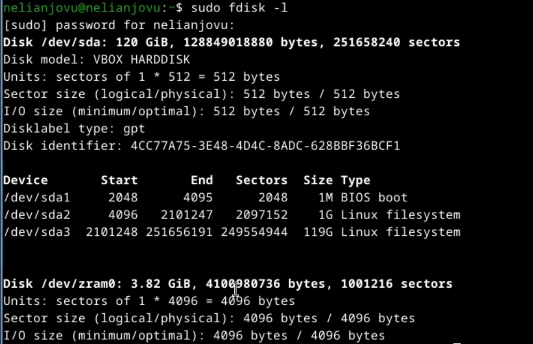 nelianjovu@nelianjovu:~$ sudo fdisk -l
[sudo] password for nelianjovu:
Disk /dev/sda: 120 GiB, 128849018880 bytes, 251658240 sectors
Disk model: VBOX HARDDISK
Units: sectors of 1 * 512 = 512 bytes
Sector size (logical/physical): 512 bytes / 512 bytes
I/O size (minimum/optimal): 512 bytes / 512 bytes
Disklabel type: gpt
Disk identifier: 4CC77A75-3E48-4D4C-8ADC-628BBF36BCF1
Device Start End Sectors Size Type
/dev/sda1 2048 4095 2048 1M BIOS boot
/dev/sda2 4096 2101247 2097152 1G Linux filesystem
/dev/sda3 2101248 251656191 249554944 119G Linux filesystem
Disk /dev/zram0: 3.82 GiB, 4100980736 bytes, 1001216 sectors
Units: sectors of 1 * 4096 = 4096 bytes
Sector size (logical/physical): 4096 bytes / 4096 bytes
I/O size (minimum/optimal): 4096 bytes / 4096 bytes